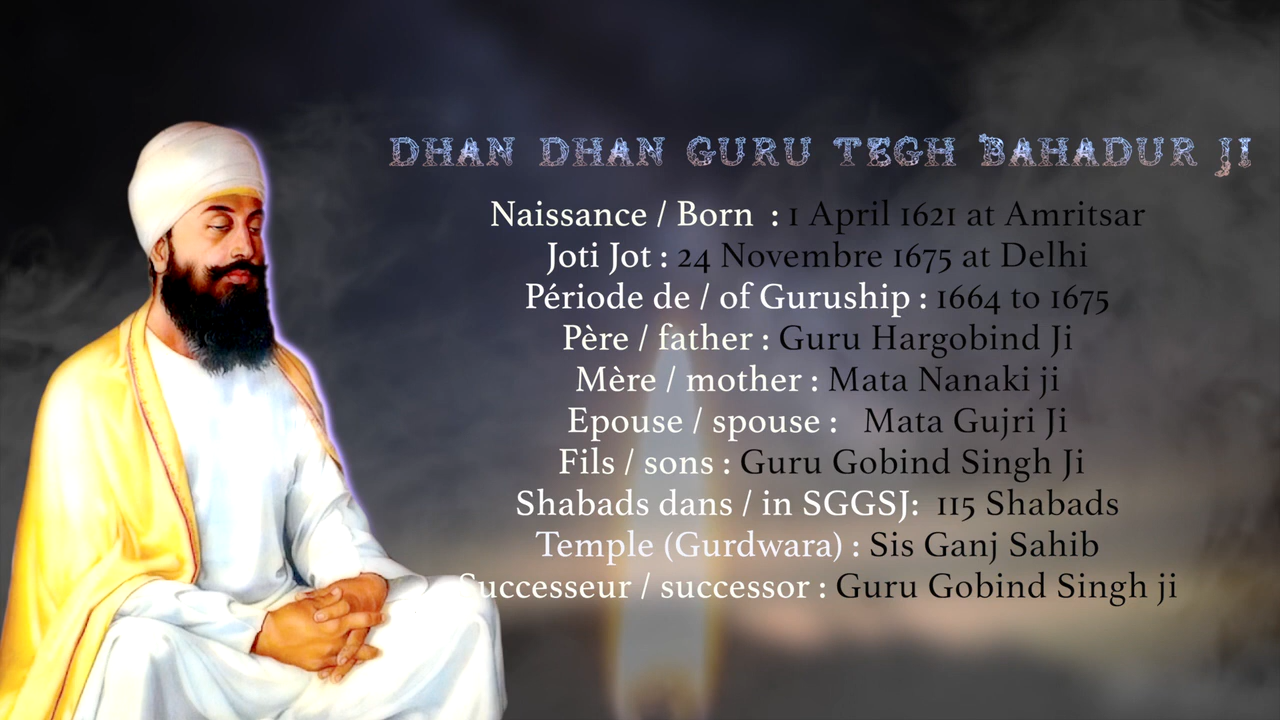 DHAN DHAN GURU TEGH BAHADUR JI
Naissance / Born : 1 April 1621 at Amritsar
Joti Jot : 24 Novembre 1675 at Delhi
Période de / of Guruship : 1664 to 1675
Père / father : Guru Hargobind Ji
Mère / mother : Mata Nanaki ji
Epouse / spouse : Mata Gujri Ji
Fils / sons : Guru Gobind Singh Ji
Shabads dans / in SGGSJ: 115 Shabads
Temple (Gurdwara) : Sis Ganj Sahib
Successeur / successor : Guru Gobind Singh ji